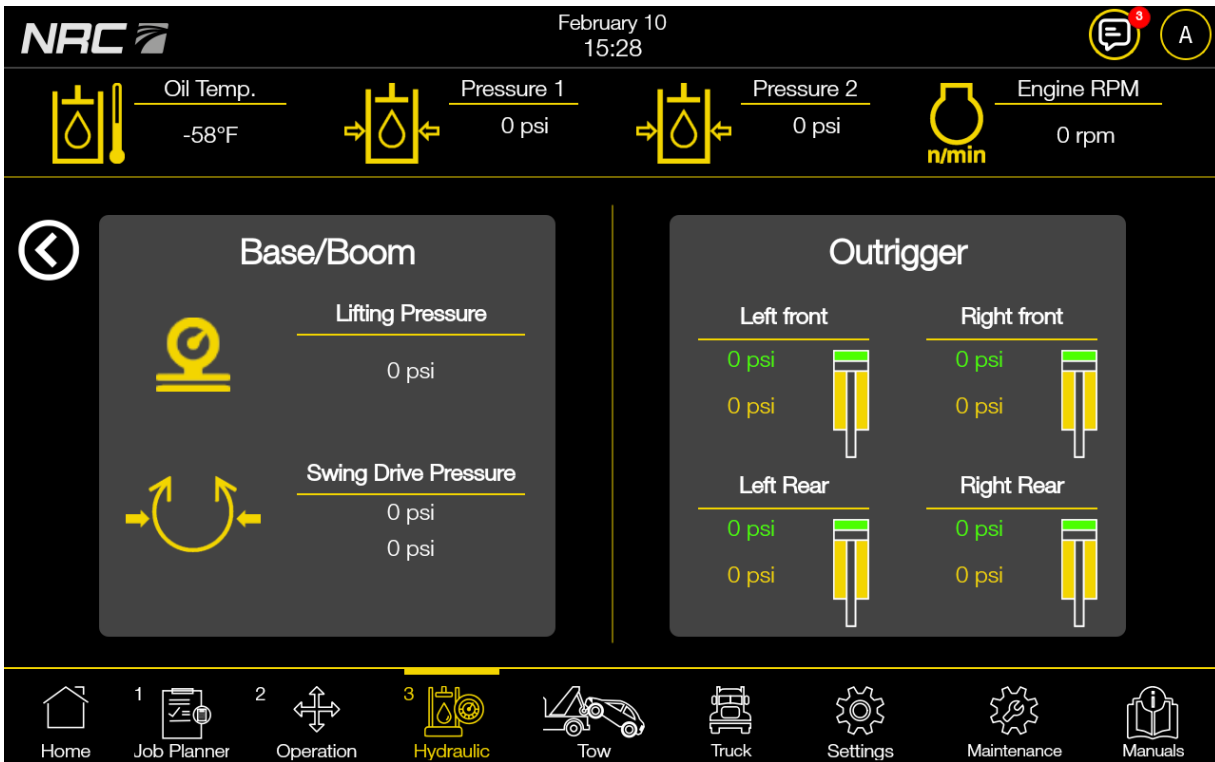 NRC
February 10
15:28
3
A
Oil Temp.
-58°F
Pressure 1
0 psi
Pressure 2
0 psi
n/min
Engine RPM
0 rpm
Base/Boom
Lifting Pressure
0 psi
Swing Drive Pressure
0 psi
0 psi
Outrigger
Left front
0 psi
0 psi
Right front
0 psi
0 psi
Left Rear
0 psi
0 psi
Right Rear
0 psi
0 psi
Home
1
Job Planner
2
Operation
3
Hydraulic
Tow
Truck
Settings
Maintenance
Manuals